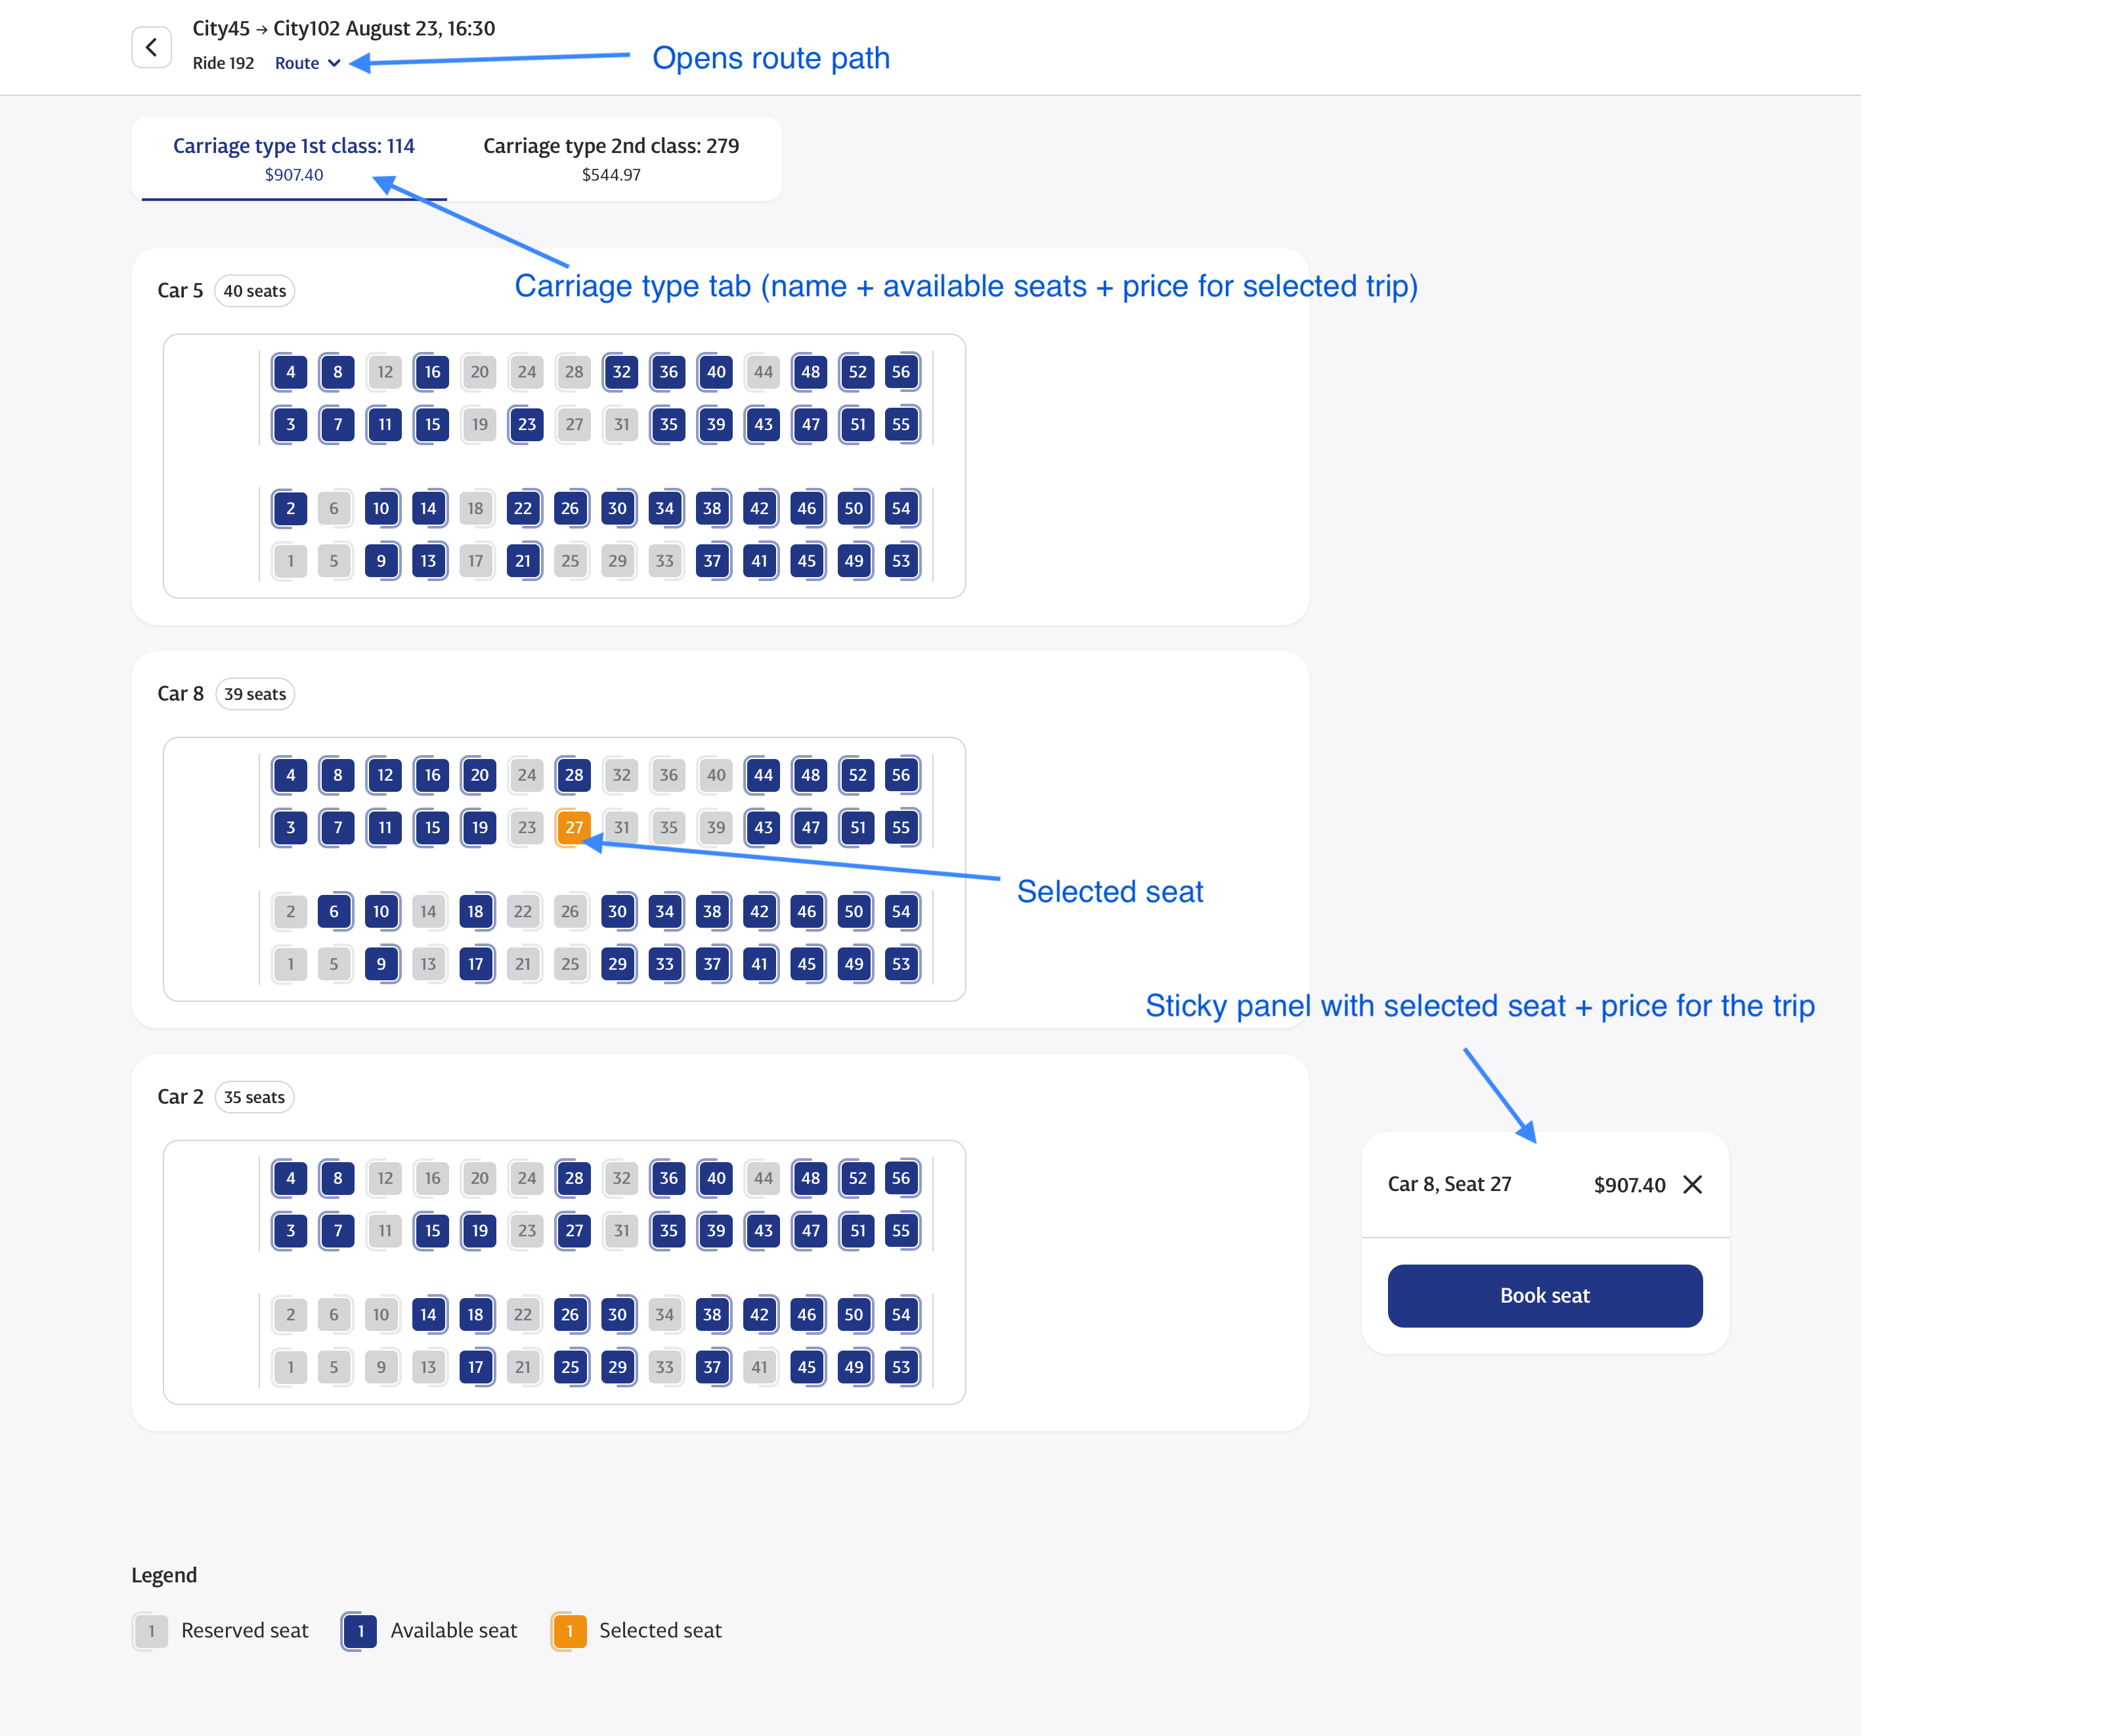 City45 → City102 August 23, 16:30
Ride 192 Route
Opens route path
Carriage type 1st class: 114
$907.40
Carriage type 2nd class: 279
$544.97
Carriage type tab (name + available seats + price for selected trip)
Car 5 40 seats
4 8 12 16 20 24 28 32 36 40 44 48 52 56
3 7 11 15 19 23 27 31 35 39 43 47 51 55
2 6 10 14 18 22 26 30 34 38 42 46 50 54
1 5 9 13 17 21 25 29 33 37 41 45 49 53
Car 8 39 seats
4 8 12 16 20 24 28 32 36 40 44 48 52 56
3 7 11 15 19 23 27 31 35 39 43 47 51 55
Selected seat
2 6 10 14 18 22 26 30 34 38 42 46 50 54
1 5 9 13 17 21 25 29 33 37 41 45 49 53
Sticky panel with selected seat + price for the trip
Car 2 35 seats
4 8 12 16 20 24 28 32 36 40 44 48 52 56
3 7 11 15 19 23 27 31 35 39 43 47 51 55
2 6 10 14 18 22 26 30 34 38 42 46 50 54
1 5 9 13 17 21 25 29 33 37 41 45 49 53
Car 8, Seat 27 $907.40
Book seat
Legend
1 Reserved seat 1 Available seat 1 Selected seat